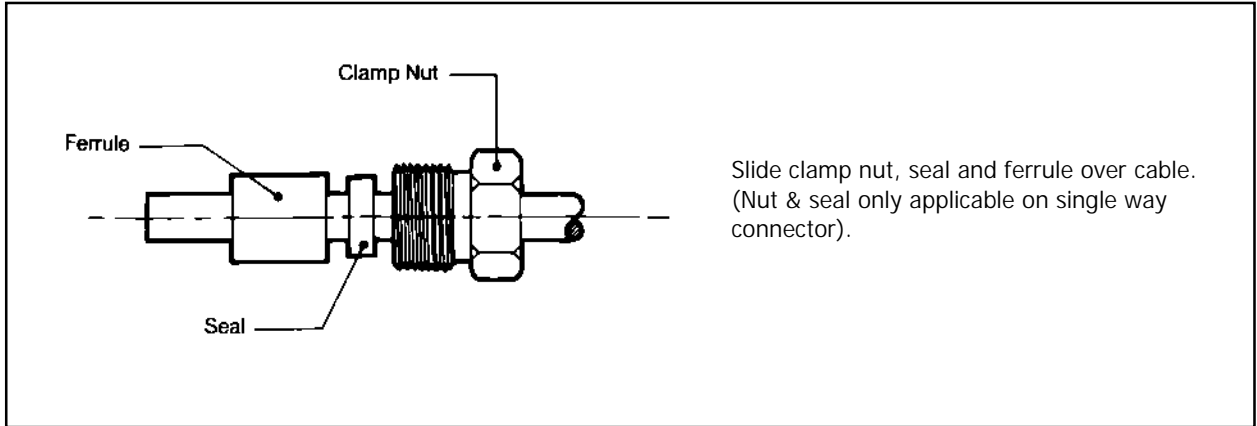 Clamp Nut
Ferrule
Seal
Slide clamp nut, seal and ferrule over cable.
(Nut & seal only applicable on single way
connector).